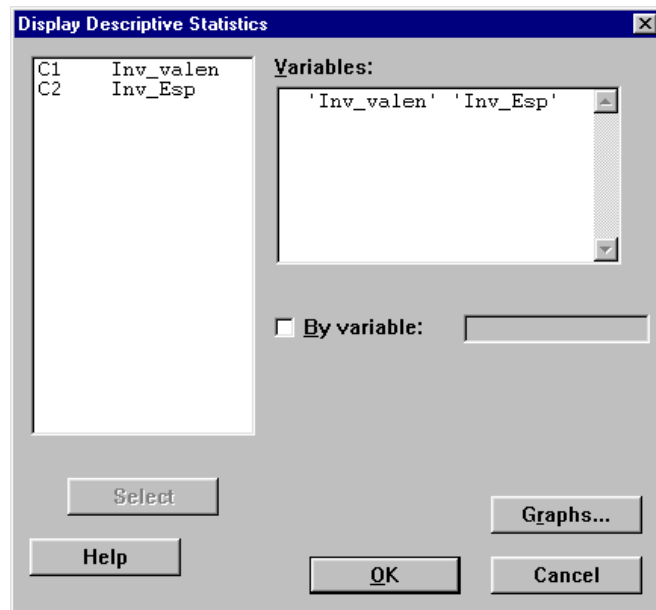 Display Descriptive Statistics
C1 Inv_valen
C2 Inv_Esp
Variables:
'Inv_valen' 'Inv_Esp'
By variable:
Select
Graphs...
Help
OK
Cancel